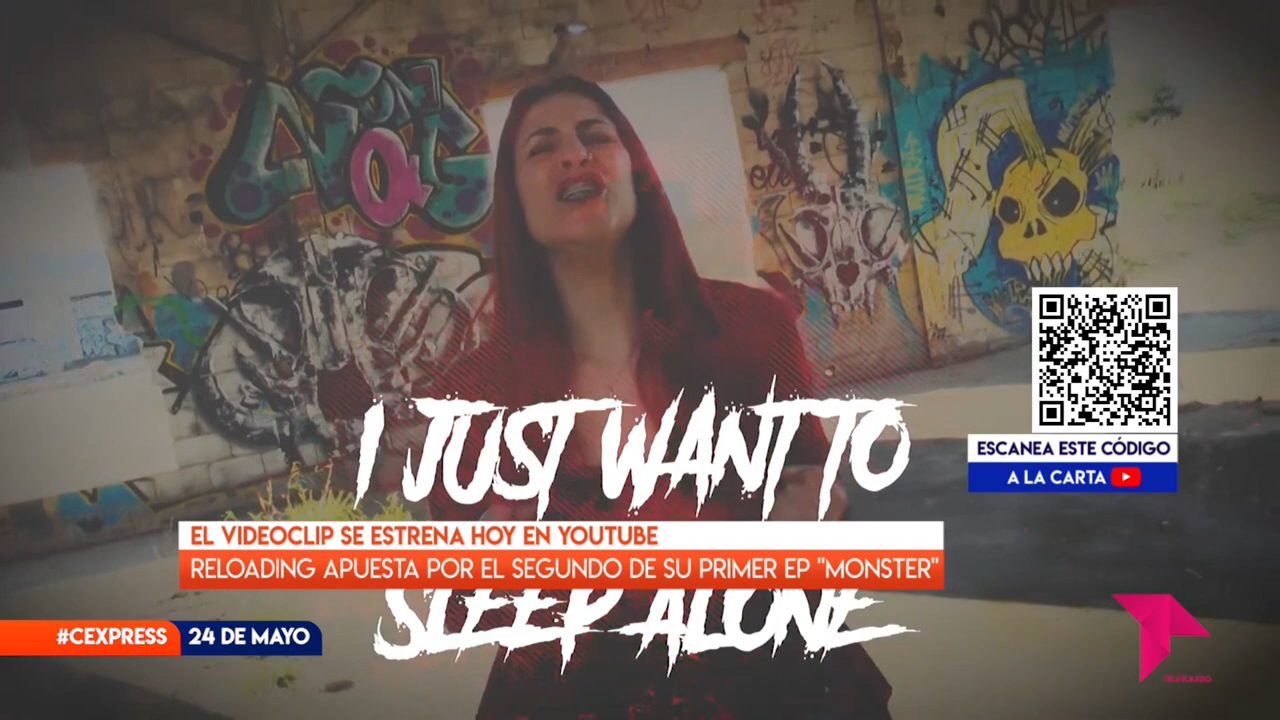 I JUST WANT TO
SLEEP ALONE
EL VIDEOCLIP SE ESTRENA HOY EN YOUTUBE
RELOADING APUESTA POR EL SEGUNDO DE SU PRIMER EP "MONSTER"
ESCANEA ESTE CÓDIGO
A LA CARTA
#CEXPRESS
24 DE MAYO